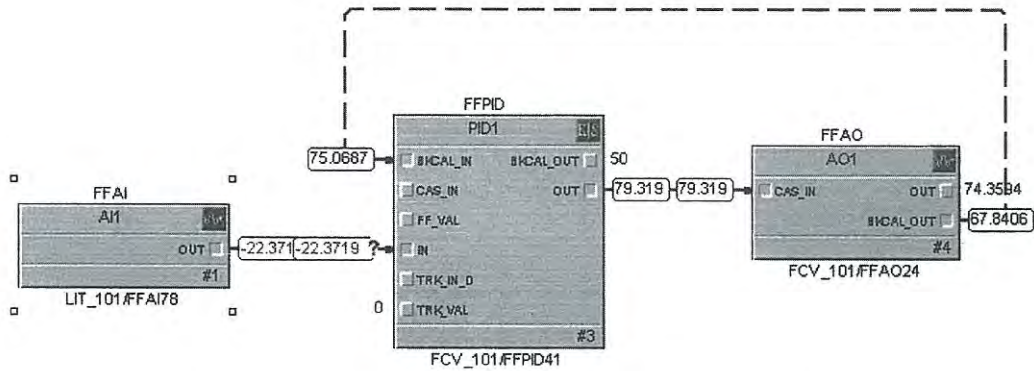 FFPID
PID1
75.0687
BKCAL_IN
BKCAL_OUT
50
CAS_IN
OUT
79.319
79.319
FF_VAL
IN
TRK_IN_D
0
TRK_VAL
#3
FCV_101/FFPID41
FFAI
AI1
OUT
-22.371
-22.3719
?
#1
LIT_101/FFAI78
FFAO
AO1
CAS_IN
OUT
74.3594
BKCAL_OUT
67.8406
#4
FCV_101/FFAO24